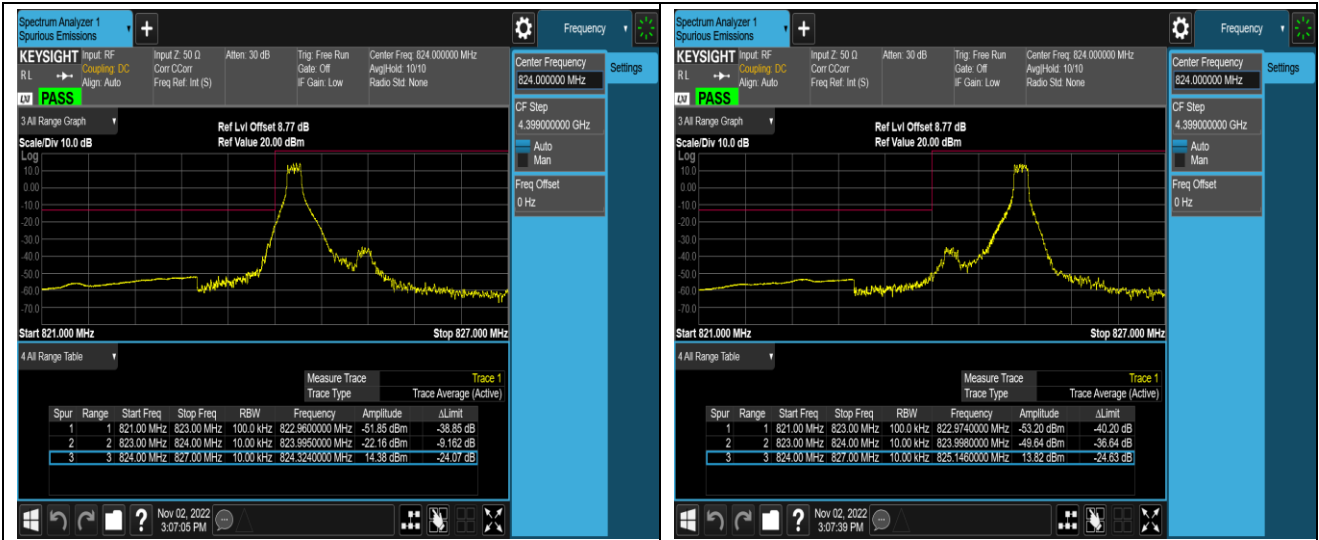 Spectrum Analyzer 1
Spurious Emissions
+
Frequency
KEYSIGHT Input: RF Input Z: 50 Ω Atten: 30 dB Trig: Free Run Center Freq: 824.000000 MHz
R L Coupling: DC Corr CCorr Gate: Off Avg|Hold: 10/10
Align: Auto Freq Ref: Int (S) IF Gain: Low Radio Std: None
LXI PASS
Center Frequency
824.000000 MHz
Settings
CF Step
4.399000000 GHz
Auto
Man
Freq Offset
0 Hz
3 All Range Graph
Ref Lvl Offset 8.77 dB
Scale/Div 10.0 dB Ref Value 20.00 dBm
Log
10.0
0.00
-10.0
-20.0
-30.0
-40.0
-50.0
-60.0
-70.0
Start 821.000 MHz Stop 827.000 MHz
4 All Range Table
Measure Trace Trace 1
Trace Type Trace Average (Active)
Spur Range Start Freq Stop Freq RBW Frequency Amplitude ΔLimit
1 1 821.00 MHz 823.00 MHz 100.0 kHz 822.9600000 MHz -51.85 dBm -38.85 dB
2 2 823.00 MHz 824.00 MHz 10.00 kHz 823.9950000 MHz -22.16 dBm -9.162 dB
3 3 824.00 MHz 827.00 MHz 10.00 kHz 824.3240000 MHz 14.38 dBm -24.07 dB
?
Nov 02, 2022
3:07:05 PM
Spectrum Analyzer 1
Spurious Emissions
+
Frequency
KEYSIGHT Input: RF Input Z: 50 Ω Atten: 30 dB Trig: Free Run Center Freq: 824.000000 MHz
R L Coupling: DC Corr CCorr Gate: Off Avg|Hold: 10/10
Align: Auto Freq Ref: Int (S) IF Gain: Low Radio Std: None
LXI PASS
Center Frequency
824.000000 MHz
Settings
CF Step
4.399000000 GHz
Auto
Man
Freq Offset
0 Hz
3 All Range Graph
Ref Lvl Offset 8.77 dB
Scale/Div 10.0 dB Ref Value 20.00 dBm
Log
10.0
0.00
-10.0
-20.0
-30.0
-40.0
-50.0
-60.0
-70.0
Start 821.000 MHz Stop 827.000 MHz
4 All Range Table
Measure Trace Trace 1
Trace Type Trace Average (Active)
Spur Range Start Freq Stop Freq RBW Frequency Amplitude ΔLimit
1 1 821.00 MHz 823.00 MHz 100.0 kHz 822.9740000 MHz -53.20 dBm -40.20 dB
2 2 823.00 MHz 824.00 MHz 10.00 kHz 823.9980000 MHz -49.64 dBm -36.64 dB
3 3 824.00 MHz 827.00 MHz 10.00 kHz 825.1460000 MHz 13.82 dBm -24.63 dB
?
Nov 02, 2022
3:07:39 PM